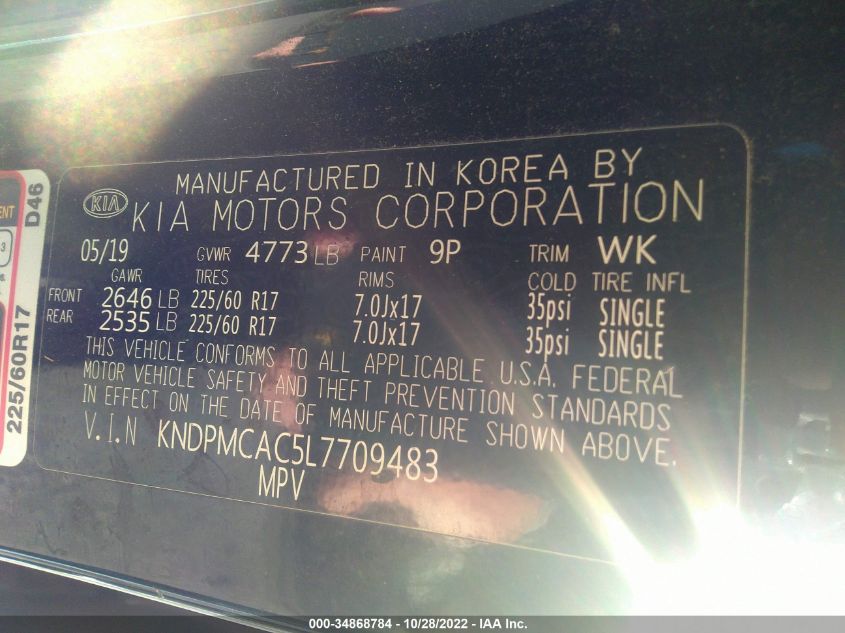 MANUFACTURED IN KOREA BY
KIA KIA MOTORS CORPORATION
05/19 GVWR 4773 LB PAINT 9P TRIM WK
GAWR TIRES RIMS COLD TIRE INFL
FRONT 2646 LB 225/60 R17 7.0Jx17 35psi SINGLE
REAR 2535 LB 225/60 R17 7.0Jx17 35psi SINGLE
THIS VEHICLE CONFORMS TO ALL APPLICABLE U.S.A. FEDERAL
MOTOR VEHICLE SAFETY AND THEFT PREVENTION STANDARDS
IN EFFECT ON THE DATE OF MANUFACTURE SHOWN ABOVE.
V.I.N KNDPMCAC5L7709483
MPV
D46
225/60R17
3
000-34868784 - 10/28/2022 - IAA Inc.